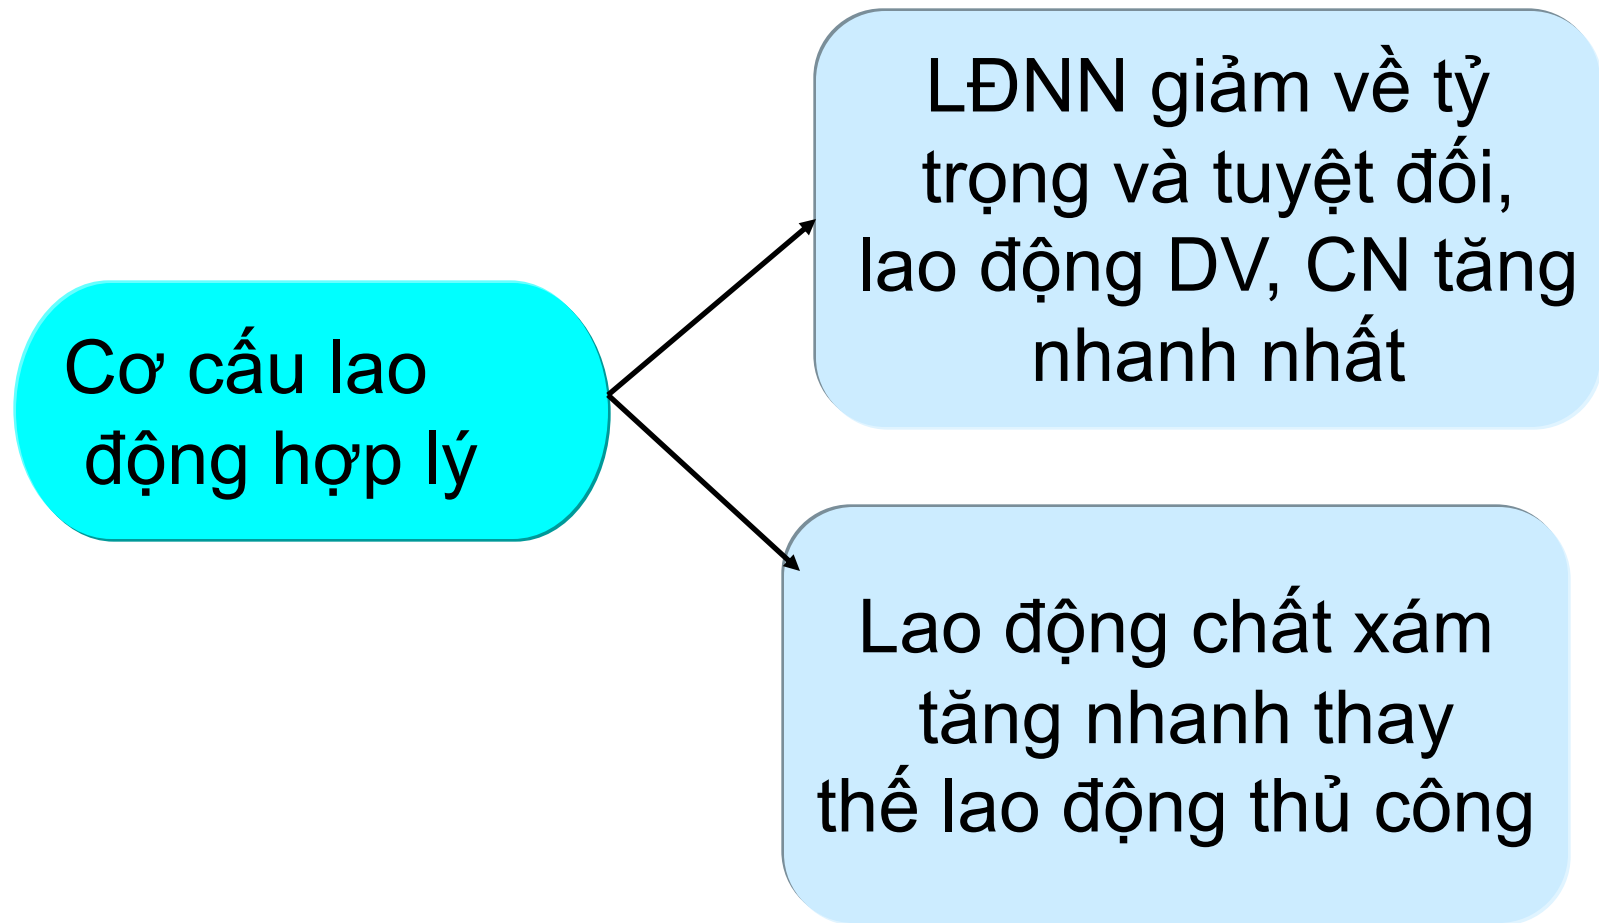 Cơ cấu lao
động hợp lý
LĐNN giảm về tỷ
trọng và tuyệt đối,
lao động DV, CN tăng
nhanh nhất
Lao động chất xám
tăng nhanh thay
thế lao động thủ công